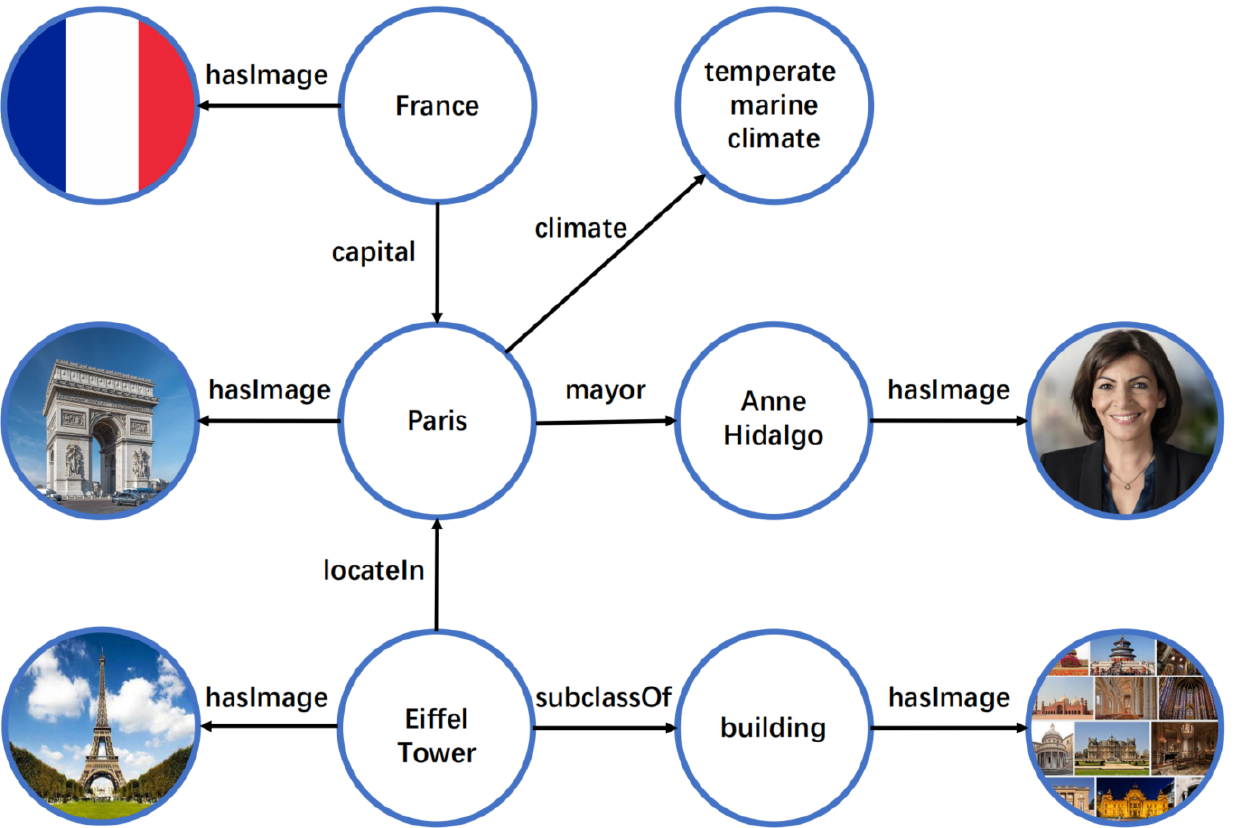 hasImage
France
temperate
marine
climate
capital
climate
hasImage
Paris
mayor
Anne
Hidalgo
hasImage
locateIn
hasImage
Eiffel
Tower
subclassOf
building
hasImage